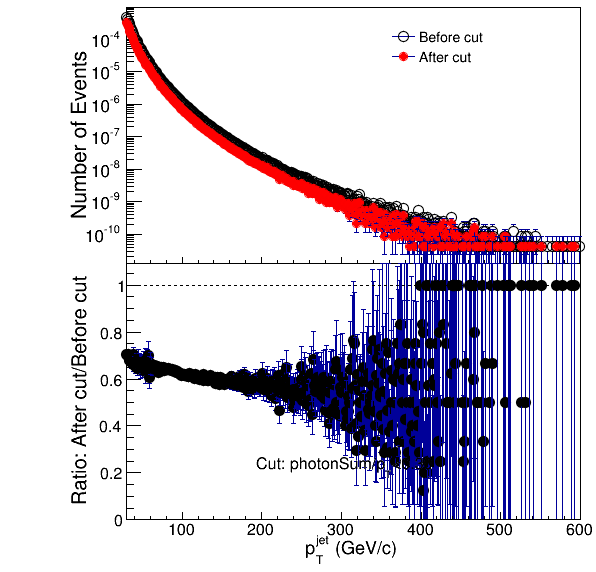 Number of Events
10^-4
10^-5
10^-6
10^-7
10^-8
10^-9
10^-10
Before cut
After cut
Ratio: After cut/Before cut
1
0.8
0.6
0.4
0.2
0
Cut: photonSum/p
100 200 300 400 500 600
p_T^jet (GeV/c)